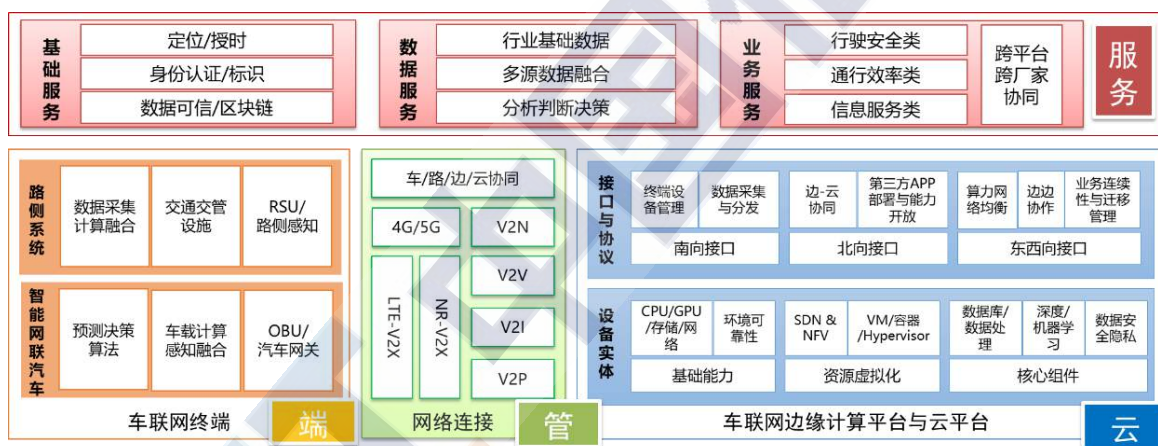 基础服务
定位/授时
身份认证/标识
数据可信/区块链
数据服务
行业基础数据
多源数据融合
分析判断决策
业务服务
行驶安全类
通行效率类
信息服务类
跨平台
跨厂家
协同
服务
路侧系统
数据采集
计算融合
交通交管
设施
RSU/
路侧感知
智能网联汽车
预测决策
算法
车载计算
感知融合
OBU/
汽车网关
车联网终端
端
车/路/边/云协同
4G/5G
V2N
LTE-V2X
NR-V2X
V2V
V2I
V2P
网络连接
管
接口与协议
终端设
备管理
数据采集
与分发
南向接口
边-云
协同
第三方APP
部署与能力
开放
北向接口
算力网
络均衡
边边
协作
业务连续
性与迁移
管理
东西向接口
设备实体
CPU/GPU
/存储/网
络
环境可
靠性
基础能力
SDN &
NFV
VM/容器
/Hypervisor
资源虚拟化
数据库/
数据处
理
深度/
机器学
习
数据安
全隐私
核心组件
车联网边缘计算平台与云平台
云